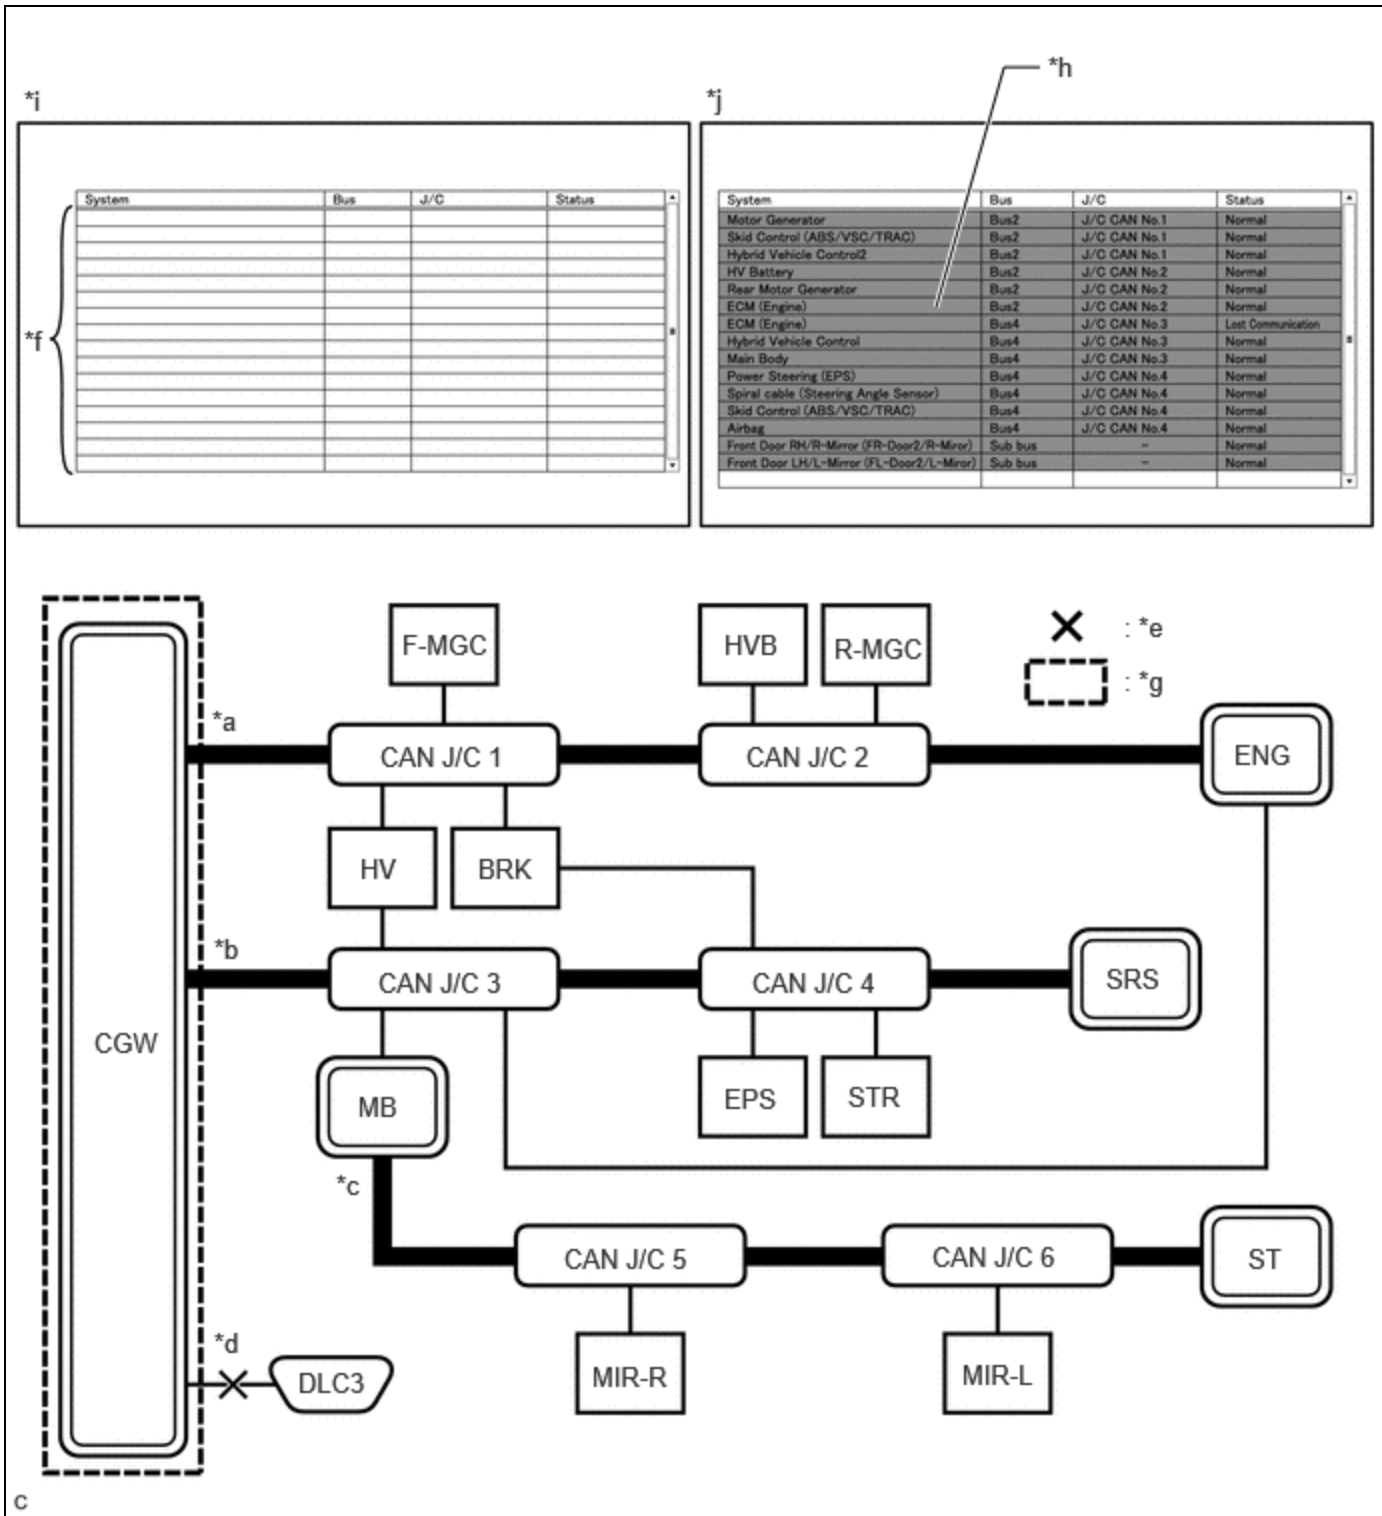 *h
*i
*j
System Bus J/C Status
*f
System Bus J/C Status
Motor Generator Bus2 J/C CAN No.1 Normal
Skid Control (ABS/VSC/TRAC) Bus2 J/C CAN No.1 Normal
Hybrid Vehicle Control2 Bus2 J/C CAN No.1 Normal
HV Battery Bus2 J/C CAN No.2 Normal
Rear Motor Generator Bus2 J/C CAN No.2 Normal
ECM (Engine) Bus2 J/C CAN No.2 Normal
ECM (Engine) Bus4 J/C CAN No.3 Lost Communication
Hybrid Vehicle Control Bus4 J/C CAN No.3 Normal
Main Body Bus4 J/C CAN No.3 Normal
Power Steering (EPS) Bus4 J/C CAN No.4 Normal
Spiral cable (Steering Angle Sensor) Bus4 J/C CAN No.4 Normal
Skid Control (ABS/VSC/TRAC) Bus4 J/C CAN No.4 Normal
Airbag Bus4 J/C CAN No.4 Normal
Front Door RH/R-Mirror (FR-Door2/R-Miror) Sub bus - Normal
Front Door LH/L-Mirror (FL-Door2/L-Miror) Sub bus - Normal
F-MGC
HVB
R-MGC
: *e
: *g
*a
CAN J/C 1
CAN J/C 2
ENG
HV
BRK
*b
CAN J/C 3
CAN J/C 4
SRS
CGW
MB
EPS
STR
*c
CAN J/C 5
CAN J/C 6
ST
*d
DLC3
MIR-R
MIR-L
c